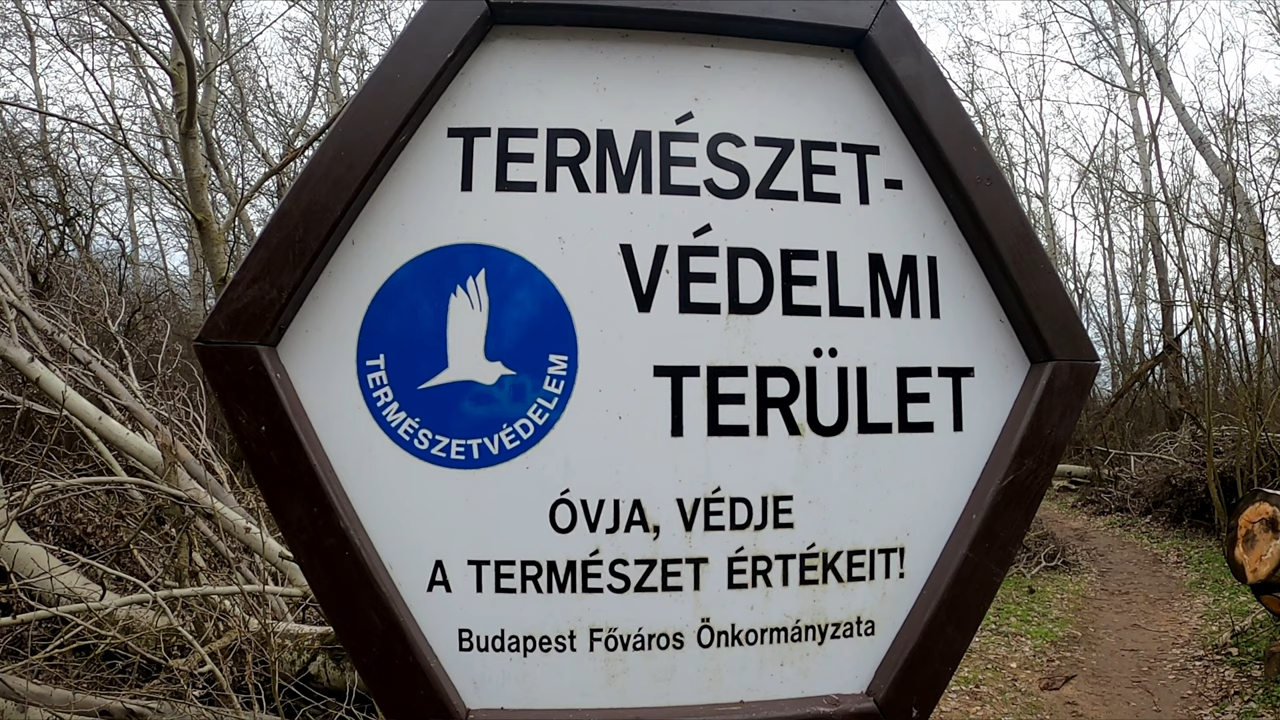 TERMÉSZET-
VÉDELMI
TERÜLET
TERMÉSZETVÉDELEM
ÓVJA, VÉDJE
A TERMÉSZET ÉRTÉKEIT!
Budapest Főváros Önkormányzata